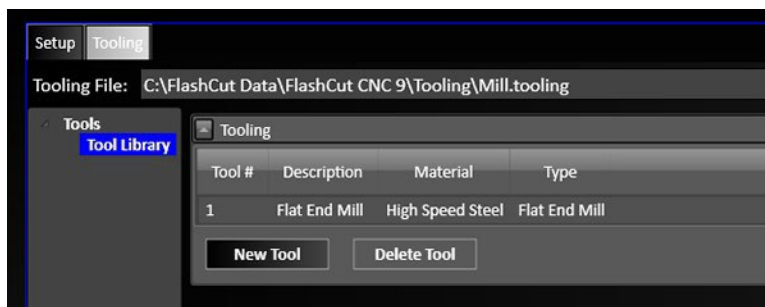 Setup Tooling
Tooling File: C:\FlashCut Data\FlashCut CNC 9\Tooling\Mill.tooling
Tools
Tool Library
Tooling
Tool # Description Material Type
1 Flat End Mill High Speed Steel Flat End Mill
New Tool Delete Tool